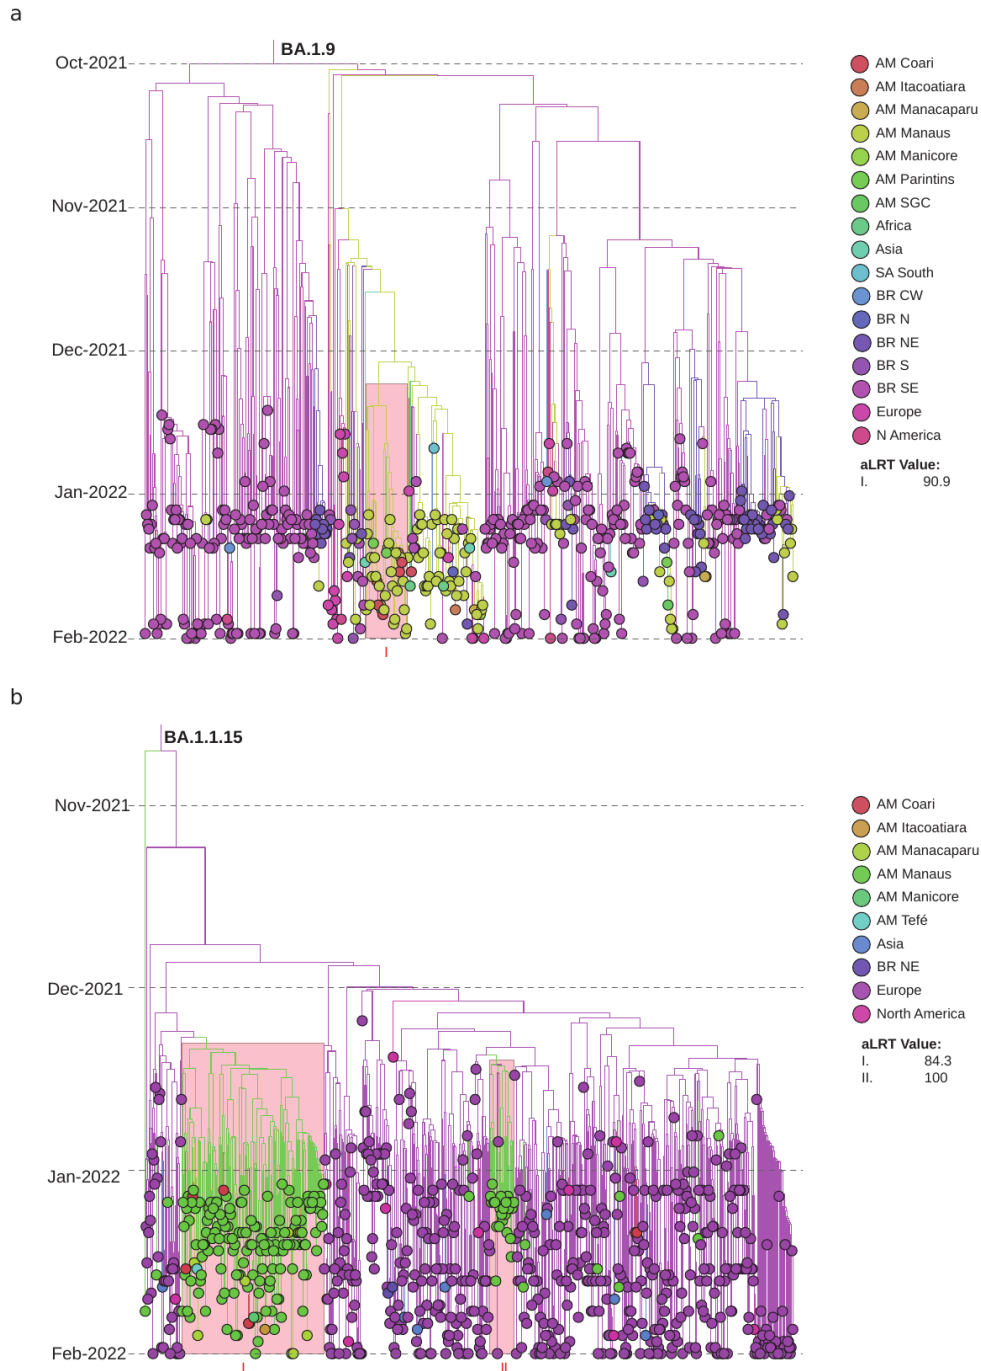 a
BA.1.9
Oct-2021
Nov-2021
Dec-2021
Jan-2022
Feb-2022
I
AM Coari
AM Itacoatiara
AM Manacaparu
AM Manaus
AM Manicore
AM Parintins
AM SGC
Africa
Asia
SA South
BR CW
BR N
BR NE
BR S
BR SE
Europe
N America
aLRT Value:
I. 90.9
b
BA.1.1.15
Nov-2021
Dec-2021
Jan-2022
Feb-2022
I
II
AM Coari
AM Itacoatiara
AM Manacaparu
AM Manaus
AM Manicore
AM Tefé
Asia
BR NE
Europe
North America
aLRT Value:
I. 84.3
II. 100